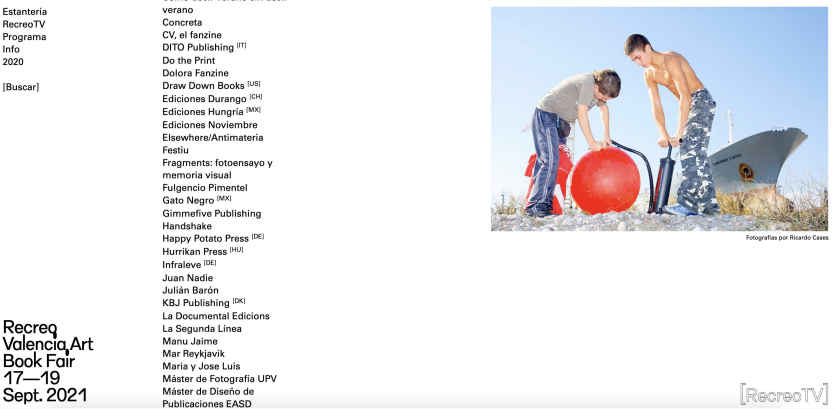 Estantería
RecreoTV
Programa
Info
2020
[Buscar]
verano
Concreta
CV, el fanzine
DITO Publishing [IT]
Do the Print
Dolora Fanzine
Draw Down Books [US]
Ediciones Durango [CH]
Ediciones Hungría [MX]
Ediciones Noviembre
Elsewhere/Antimateria
Festiu
Fragments: fotoensayo y
memoria visual
Fulgencio Pimentel
Gato Negro [MX]
Gimmefive Publishing
Handshake
Happy Potato Press [DE]
Hurrikan Press [HU]
Infraleve [DE]
Juan Nadie
Julián Barón
KBJ Publishing [DK]
La Documental Edicions
La Segunda Línea
Manu Jaime
Mar Reykjavik
Maria y Jose Luis
Máster de Fotografía UPV
Máster de Diseño de
Publicaciones EASD
Fotografías por Ricardo Cases
Recreo
Valencia Art
Book Fair
17—19
Sept. 2021
[RecreoTV]